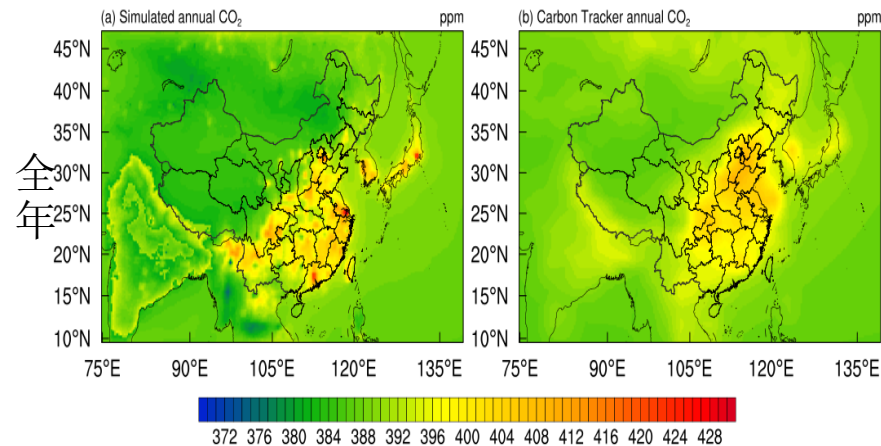 (a) Simulated annual CO₂ ppm
(b) Carbon Tracker annual CO₂ ppm
全年
45°N
40°N
35°N
30°N
25°N
20°N
15°N
10°N
75°E 90°E 105°E 120°E 135°E
45°N
40°N
35°N
30°N
25°N
20°N
15°N
10°N
75°E 90°E 105°E 120°E 135°E
372 376 380 384 388 392 396 400 404 408 412 416 420 424 428